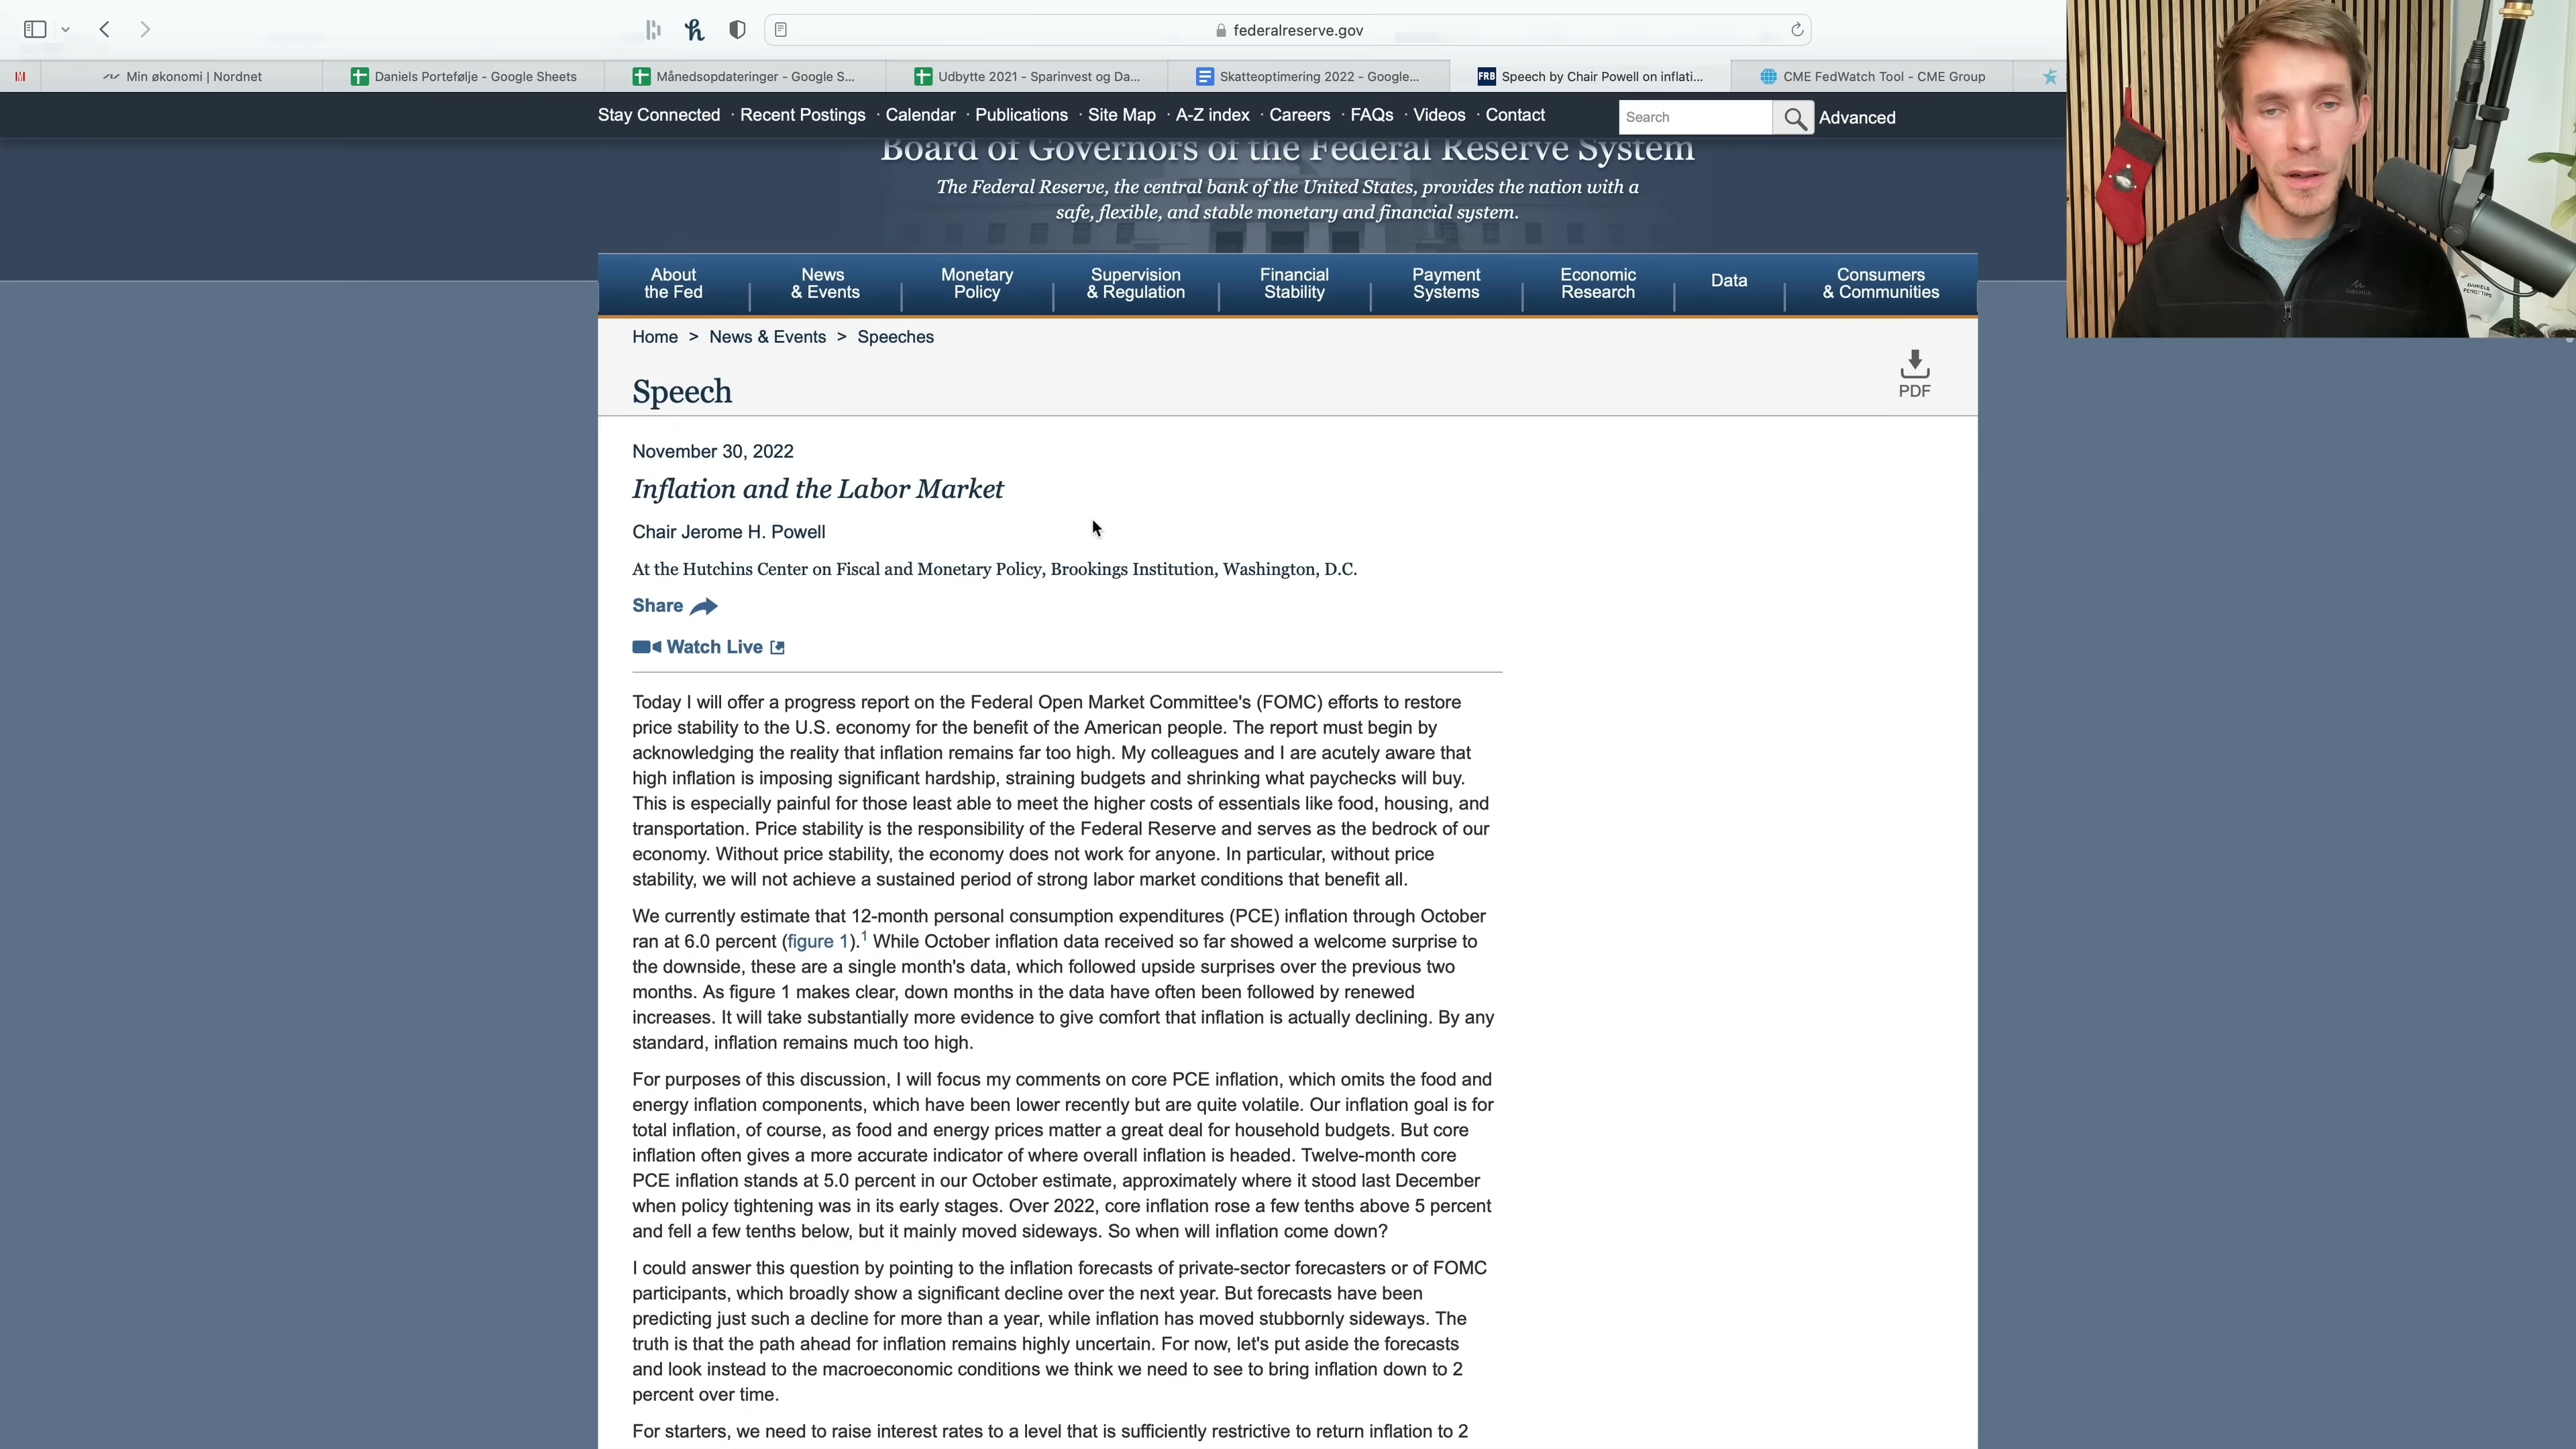 federalreserve.gov
Min økonomi | Nordnet
Daniels Portefølje - Google Sheets
Månedsopdateringer - Google S...
Udbytte 2021 - Sparinvest og Da...
Skatteoptimering 2022 - Google...
FRB Speech by Chair Powell on inflati...
CME FedWatch Tool - CME Group
Stay Connected · Recent Postings · Calendar · Publications · Site Map · A-Z index · Careers · FAQs · Videos · Contact
Search
Advanced
Board of Governors of the Federal Reserve System
The Federal Reserve, the central bank of the United States, provides the nation with a
safe, flexible, and stable monetary and financial system.
About
the Fed
News
& Events
Monetary
Policy
Supervision
& Regulation
Financial
Stability
Payment
Systems
Economic
Research
Data
Consumers
& Communities
Home > News & Events > Speeches
PDF
Speech
November 30, 2022
Inflation and the Labor Market
Chair Jerome H. Powell
At the Hutchins Center on Fiscal and Monetary Policy, Brookings Institution, Washington, D.C.
Share
Watch Live
Today I will offer a progress report on the Federal Open Market Committee's (FOMC) efforts to restore
price stability to the U.S. economy for the benefit of the American people. The report must begin by
acknowledging the reality that inflation remains far too high. My colleagues and I are acutely aware that
high inflation is imposing significant hardship, straining budgets and shrinking what paychecks will buy.
This is especially painful for those least able to meet the higher costs of essentials like food, housing, and
transportation. Price stability is the responsibility of the Federal Reserve and serves as the bedrock of our
economy. Without price stability, the economy does not work for anyone. In particular, without price
stability, we will not achieve a sustained period of strong labor market conditions that benefit all.
We currently estimate that 12-month personal consumption expenditures (PCE) inflation through October
ran at 6.0 percent (figure 1).1 While October inflation data received so far showed a welcome surprise to
the downside, these are a single month's data, which followed upside surprises over the previous two
months. As figure 1 makes clear, down months in the data have often been followed by renewed
increases. It will take substantially more evidence to give comfort that inflation is actually declining. By any
standard, inflation remains much too high.
For purposes of this discussion, I will focus my comments on core PCE inflation, which omits the food and
energy inflation components, which have been lower recently but are quite volatile. Our inflation goal is for
total inflation, of course, as food and energy prices matter a great deal for household budgets. But core
inflation often gives a more accurate indicator of where overall inflation is headed. Twelve-month core
PCE inflation stands at 5.0 percent in our October estimate, approximately where it stood last December
when policy tightening was in its early stages. Over 2022, core inflation rose a few tenths above 5 percent
and fell a few tenths below, but it mainly moved sideways. So when will inflation come down?
I could answer this question by pointing to the inflation forecasts of private-sector forecasters or of FOMC
participants, which broadly show a significant decline over the next year. But forecasts have been
predicting just such a decline for more than a year, while inflation has moved stubbornly sideways. The
truth is that the path ahead for inflation remains highly uncertain. For now, let's put aside the forecasts
and look instead to the macroeconomic conditions we think we need to see to bring inflation down to 2
percent over time.
For starters, we need to raise interest rates to a level that is sufficiently restrictive to return inflation to 2